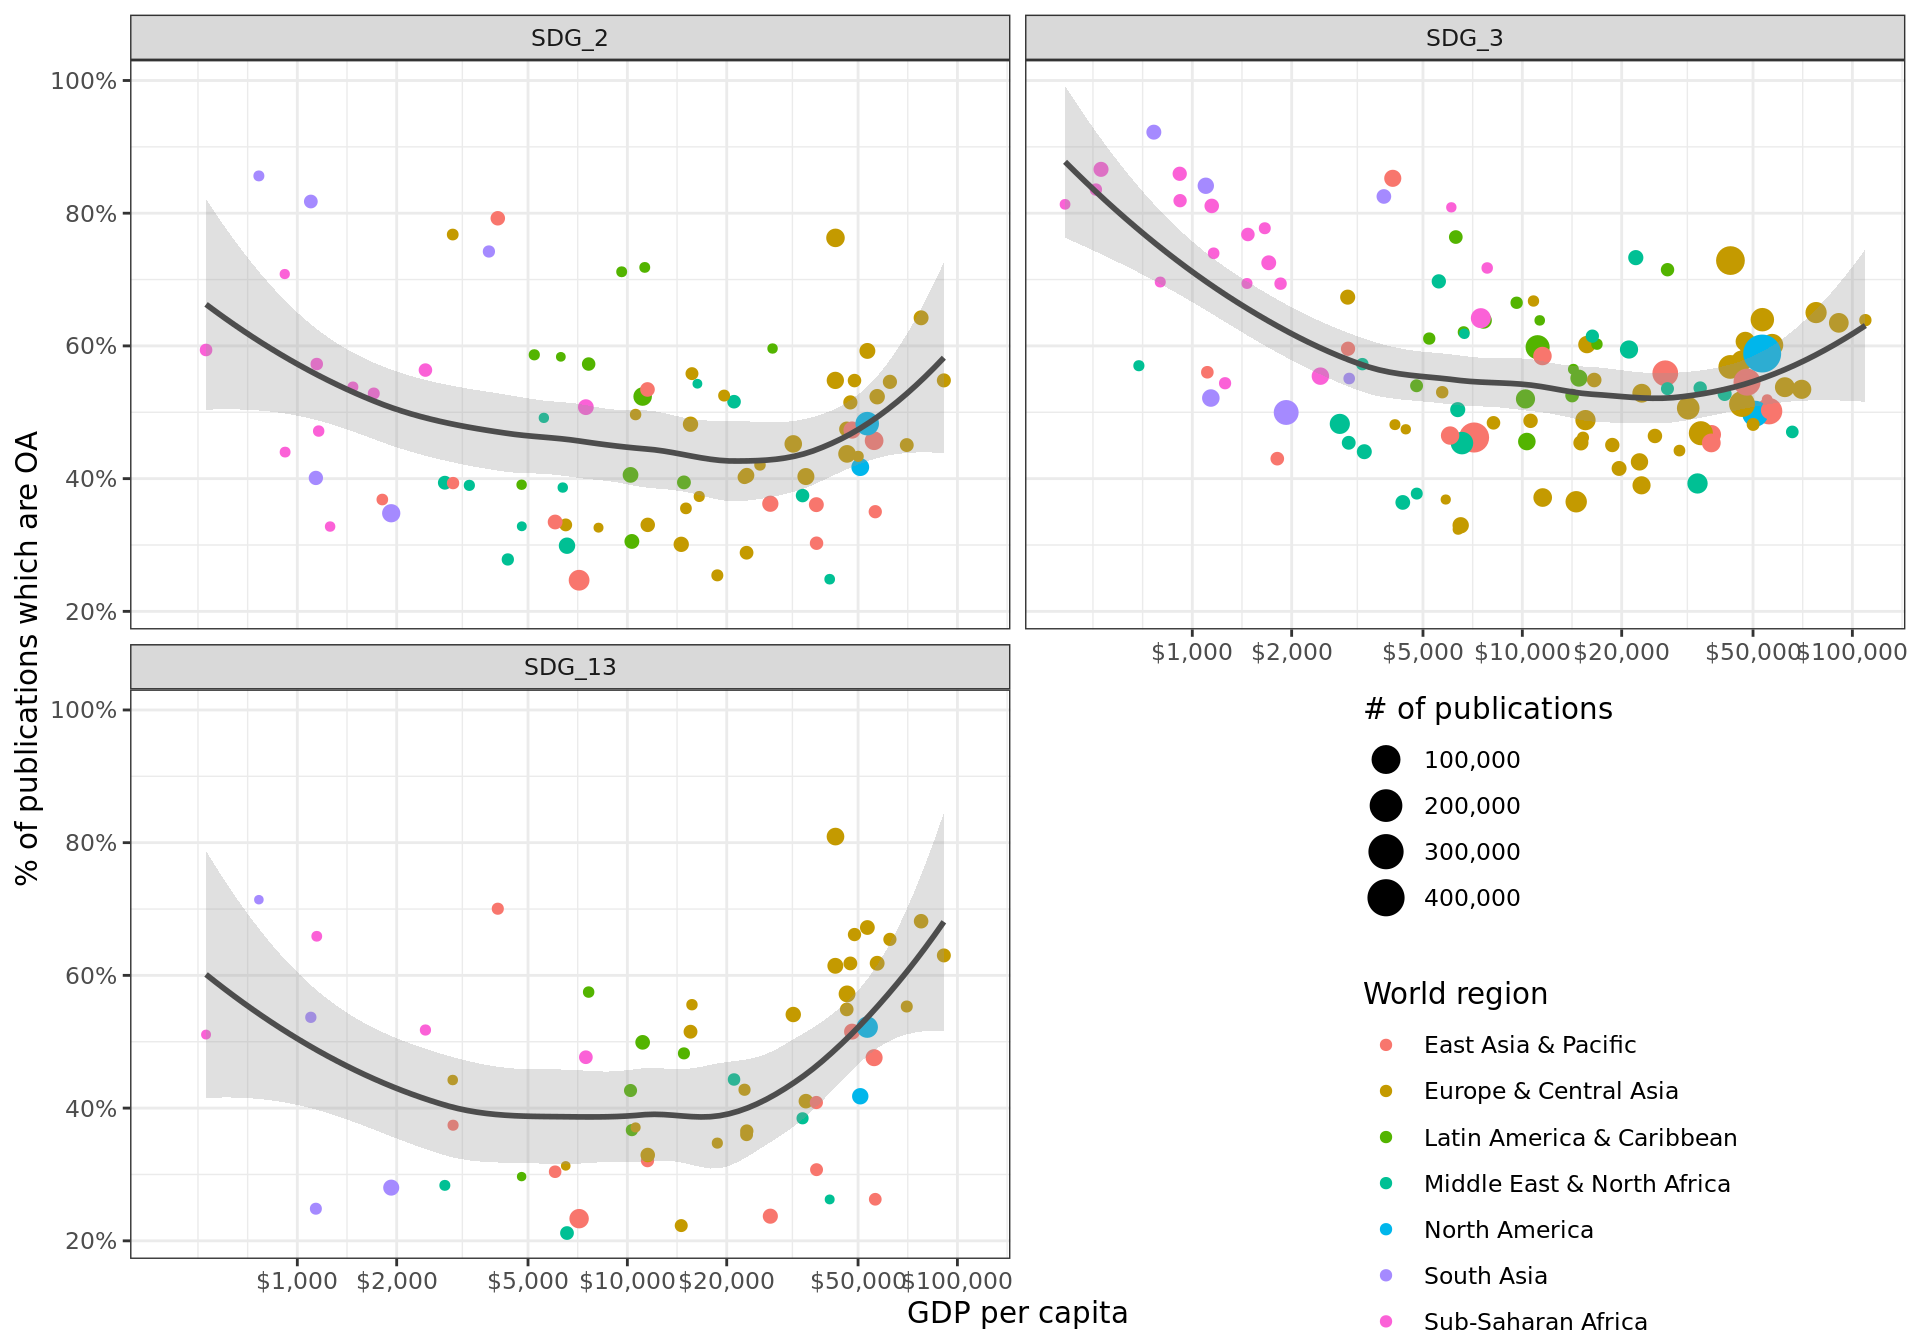 SDG_2
SDG_3
100%
80%
60%
40%
20%
$1,000 $2,000 $5,000 $10,000 $20,000 $50,000 $100,000
SDG_13
100%
80%
60%
40%
20%
$1,000 $2,000 $5,000 $10,000 $20,000 $50,000 $100,000
GDP per capita
% of publications which are OA
# of publications
100,000
200,000
300,000
400,000
World region
East Asia & Pacific
Europe & Central Asia
Latin America & Caribbean
Middle East & North Africa
North America
South Asia
Sub-Saharan Africa